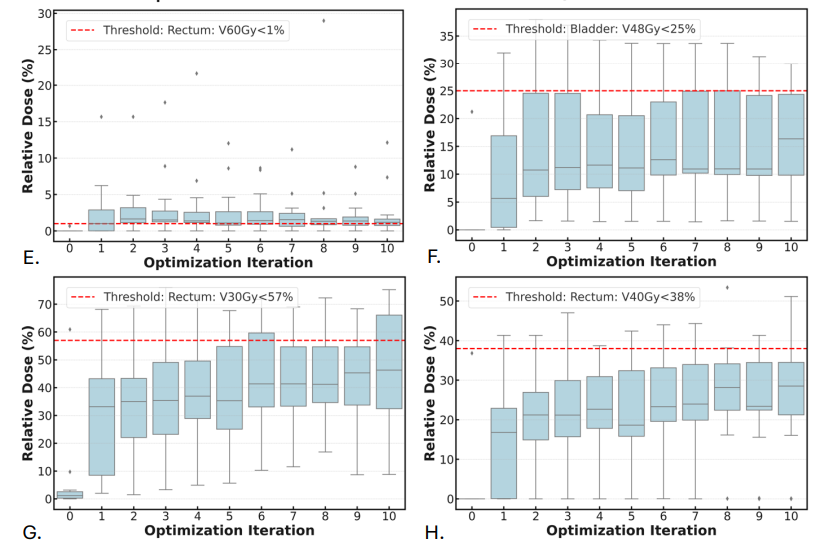 Threshold: Rectum: V60Gy<1%
Relative Dose (%)
30
25
20
15
10
5
0
0 1 2 3 4 5 6 7 8 9 10
Optimization Iteration
E.
Threshold: Bladder: V48Gy<25%
Relative Dose (%)
35
30
25
20
15
10
5
0
0 1 2 3 4 5 6 7 8 9 10
Optimization Iteration
F.
Threshold: Rectum: V30Gy<57%
Relative Dose (%)
70
60
50
40
30
20
10
0
0 1 2 3 4 5 6 7 8 9 10
Optimization Iteration
G.
Threshold: Rectum: V40Gy<38%
Relative Dose (%)
50
40
30
20
10
0
0 1 2 3 4 5 6 7 8 9 10
Optimization Iteration
H.